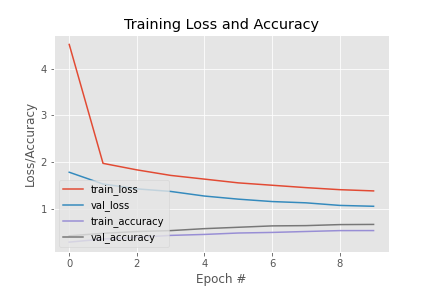 Training Loss and Accuracy
Loss/Accuracy
4
3
2
1
train_loss
val_loss
train_accuracy
val_accuracy
0 2 4 6 8
Epoch #